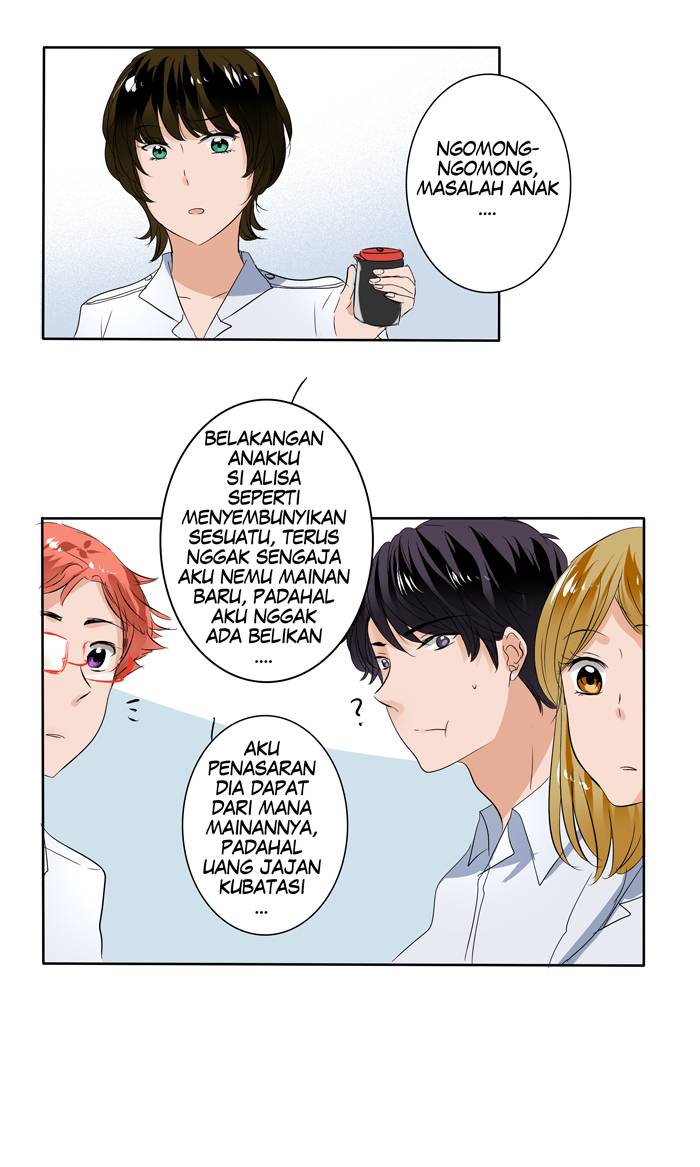 NGOMONG-
NGOMONG,
MASALAH ANAK
....
BELAKANGAN
ANAKKU
SI ALISA
SEPERTI
MENYEMBUNYIKAN
SESUATU, TERUS
NGGAK SENGAJA
AKU NEMU MAINAN
BARU, PADAHAL
AKU NGGAK
ADA BELIKAN
....
?
AKU
PENASARAN
DIA DAPAT
DARI MANA
MAINANNYA,
PADAHAL
UANG JAJAN
KUBATASI
...